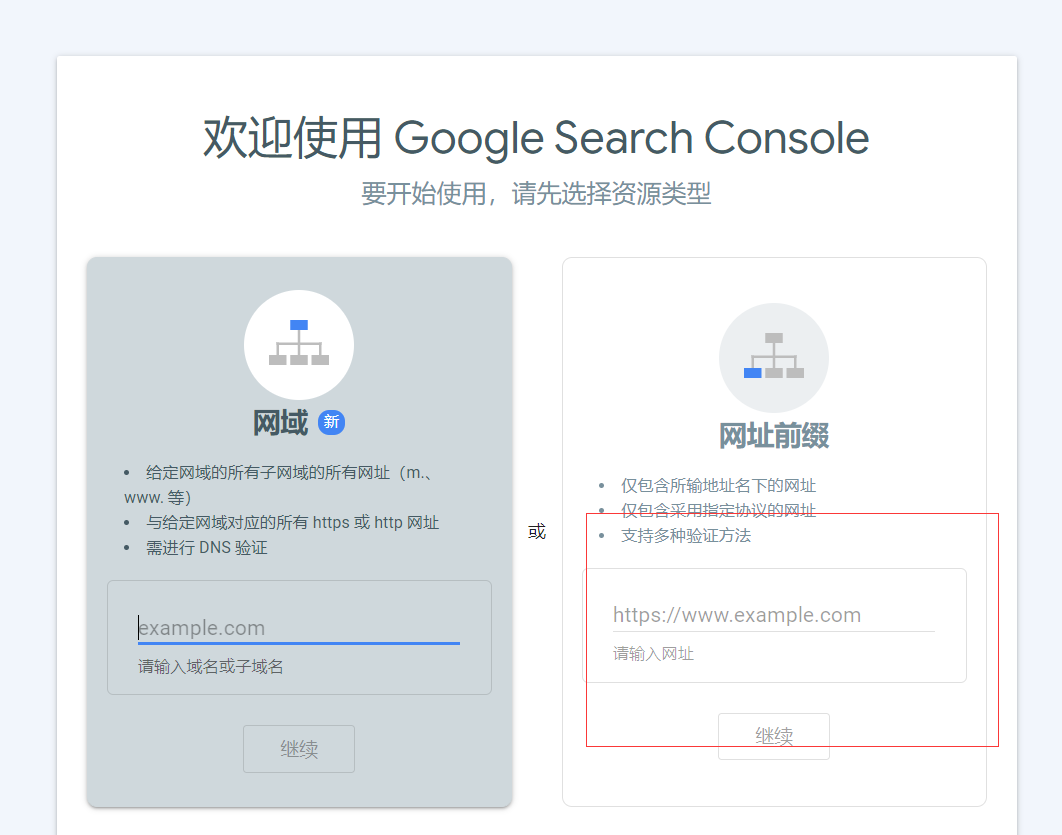 欢迎使用 Google Search Console
要开始使用，请先选择资源类型
网域 新
给定网域的所有子网域的所有网址（m.、
www. 等）
与给定网域对应的所有 https 或 http 网址
需进行 DNS 验证
example.com
请输入域名或子域名
继续
或
网址前缀
仅包含所输地址名下的网址
仅包含采用指定协议的网址
支持多种验证方法
https://www.example.com
请输入网址
继续